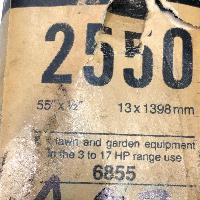 2550
55" x ½" 13 x 1398 mm
lawn and garden equipment
in the 3 to 17 HP range use
6855